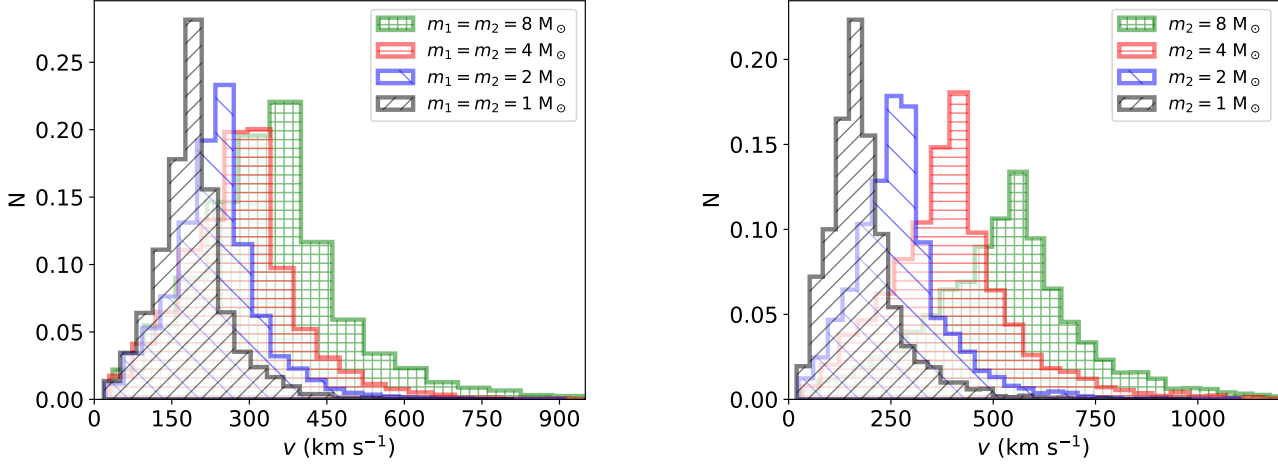 m₁ = m₂ = 8 M⊙
m₁ = m₂ = 4 M⊙
m₁ = m₂ = 2 M⊙
m₁ = m₂ = 1 M⊙
N
0.25
0.20
0.15
0.10
0.05
0.00
0 150 300 450 600 750 900
v (km s⁻¹)
m₂ = 8 M⊙
m₂ = 4 M⊙
m₂ = 2 M⊙
m₂ = 1 M⊙
N
0.20
0.15
0.10
0.05
0.00
0 250 500 750 1000
v (km s⁻¹)